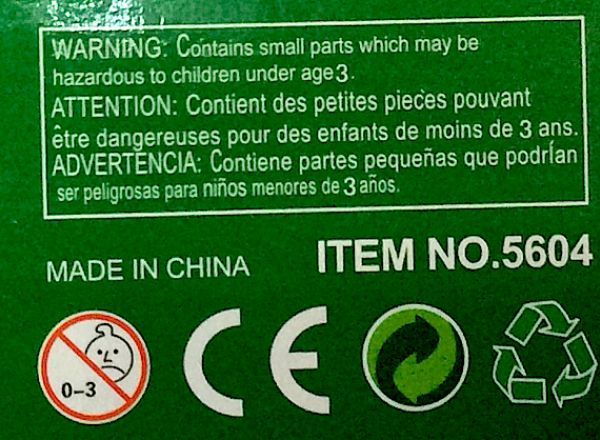 WARNING: Contains small parts which may be
hazardous to children under age 3.
ATTENTION: Contient des petites pieces pouvant
être dangereuses pour des enfants de moins de 3 ans.
ADVERTENCIA: Contiene partes pequeñas que podrían
ser peligrosas para niños menores de 3 años.
MADE IN CHINA
ITEM NO.5604
0-3
CE